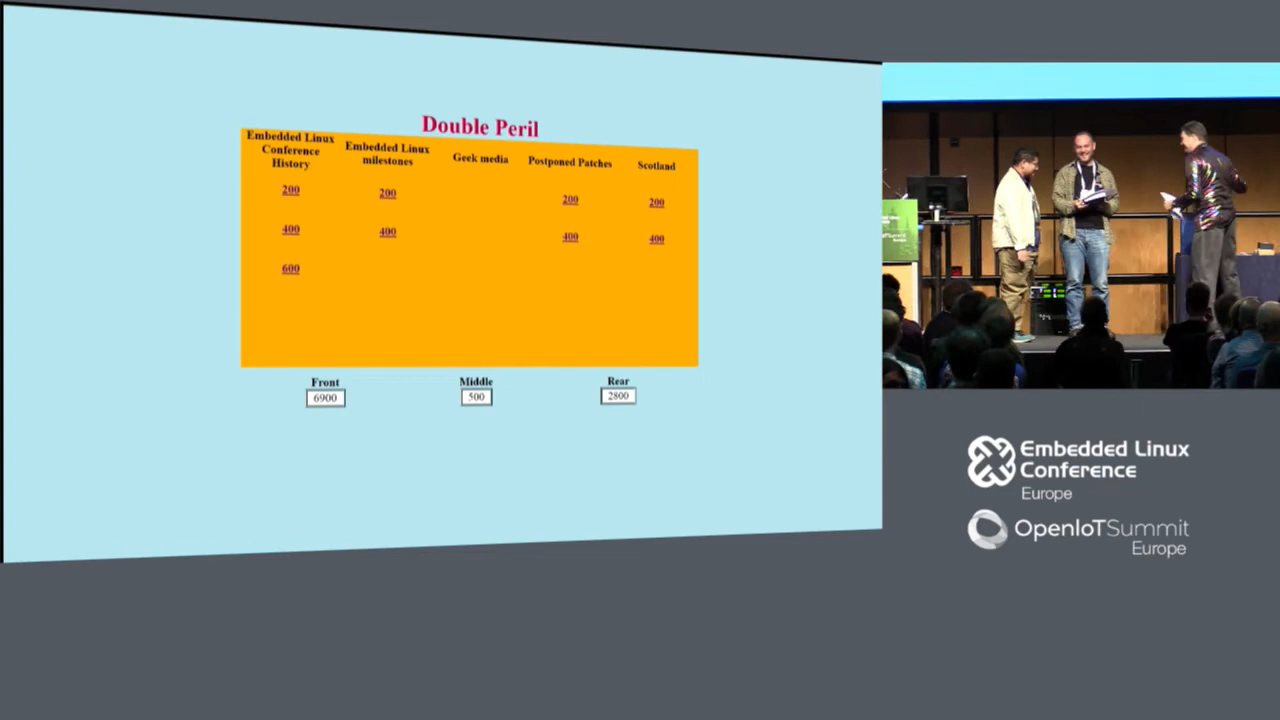 Double Peril
Embedded Linux
Conference
History
Embedded Linux
milestones
Geek media
Postponed Patches
Scotland
200
200
200
200
400
400
400
400
600
Front
Middle
Rear
6900
500
2800
Embedded Linux
Conference
Europe
OpenIoTSummit
Europe